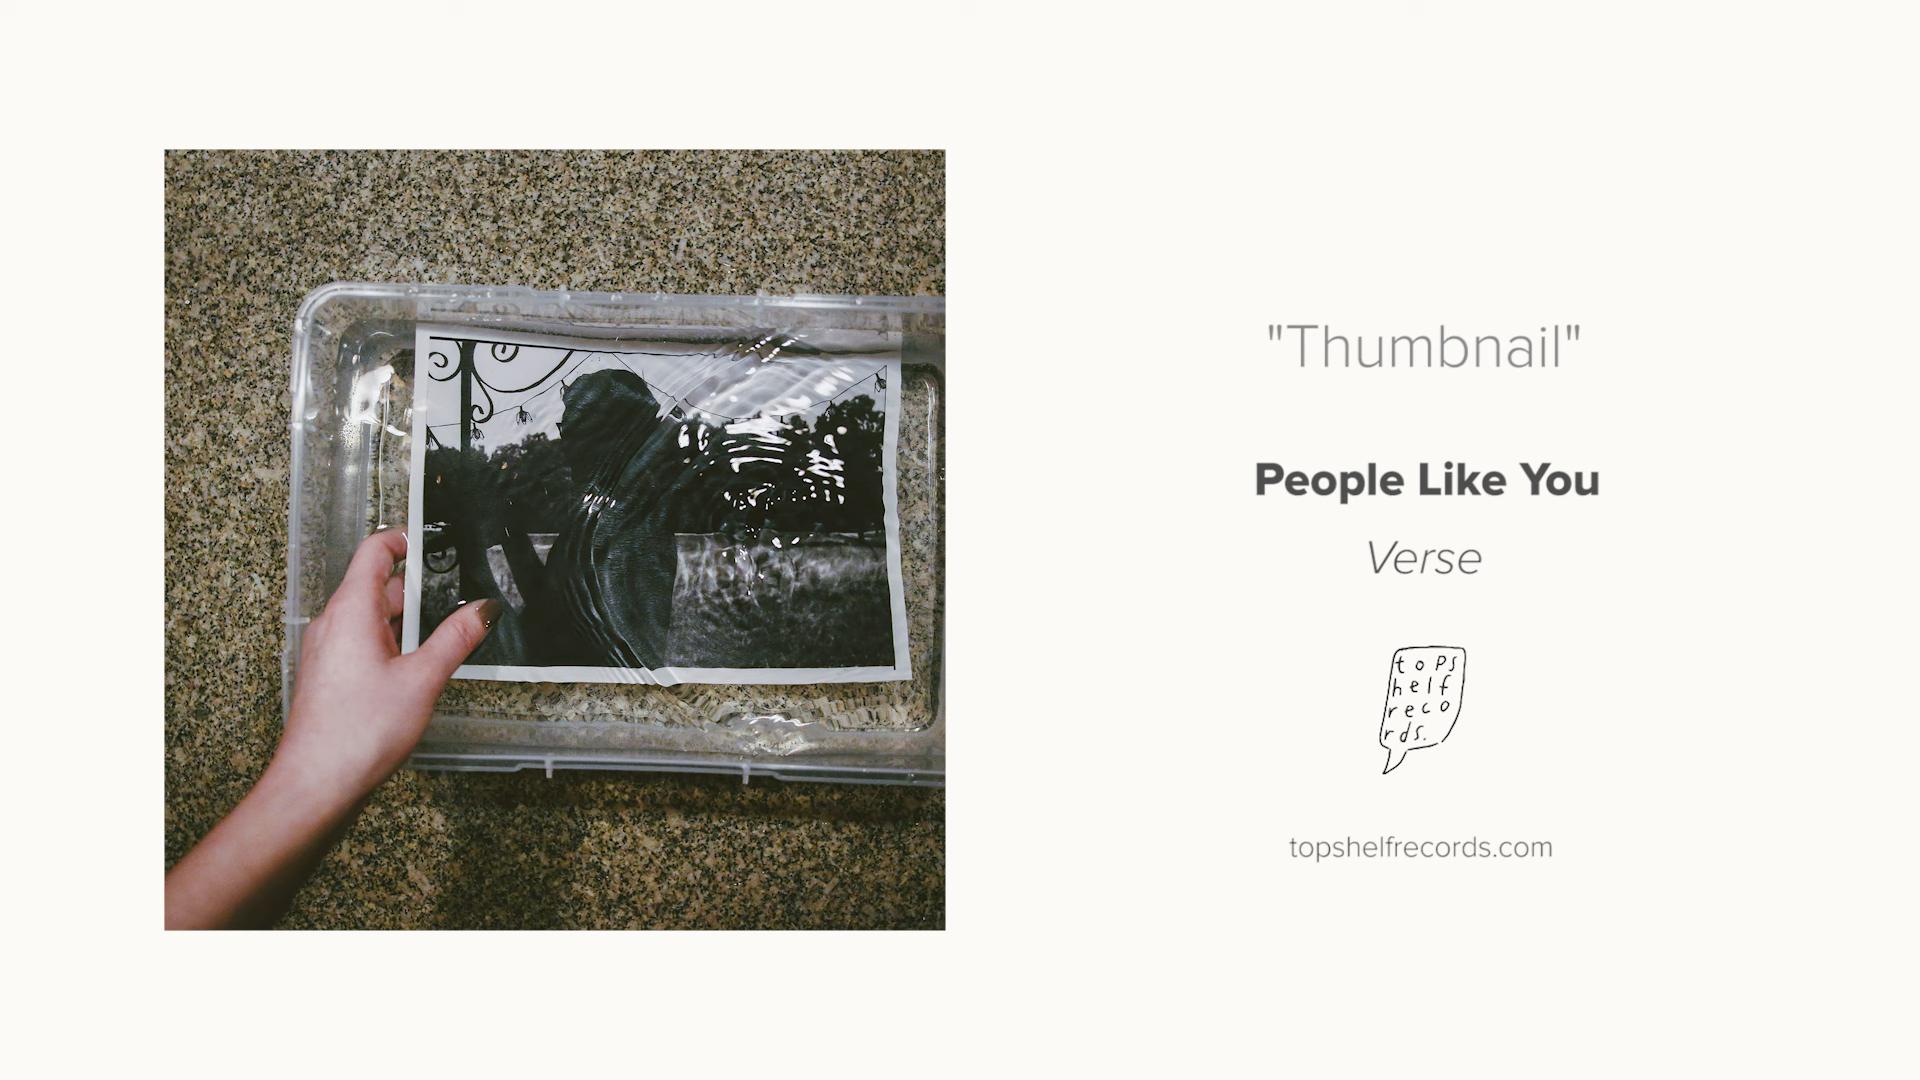 "Thumbnail"
People Like You
Verse
tops
helf
reco
rds.
topshelfrecords.com